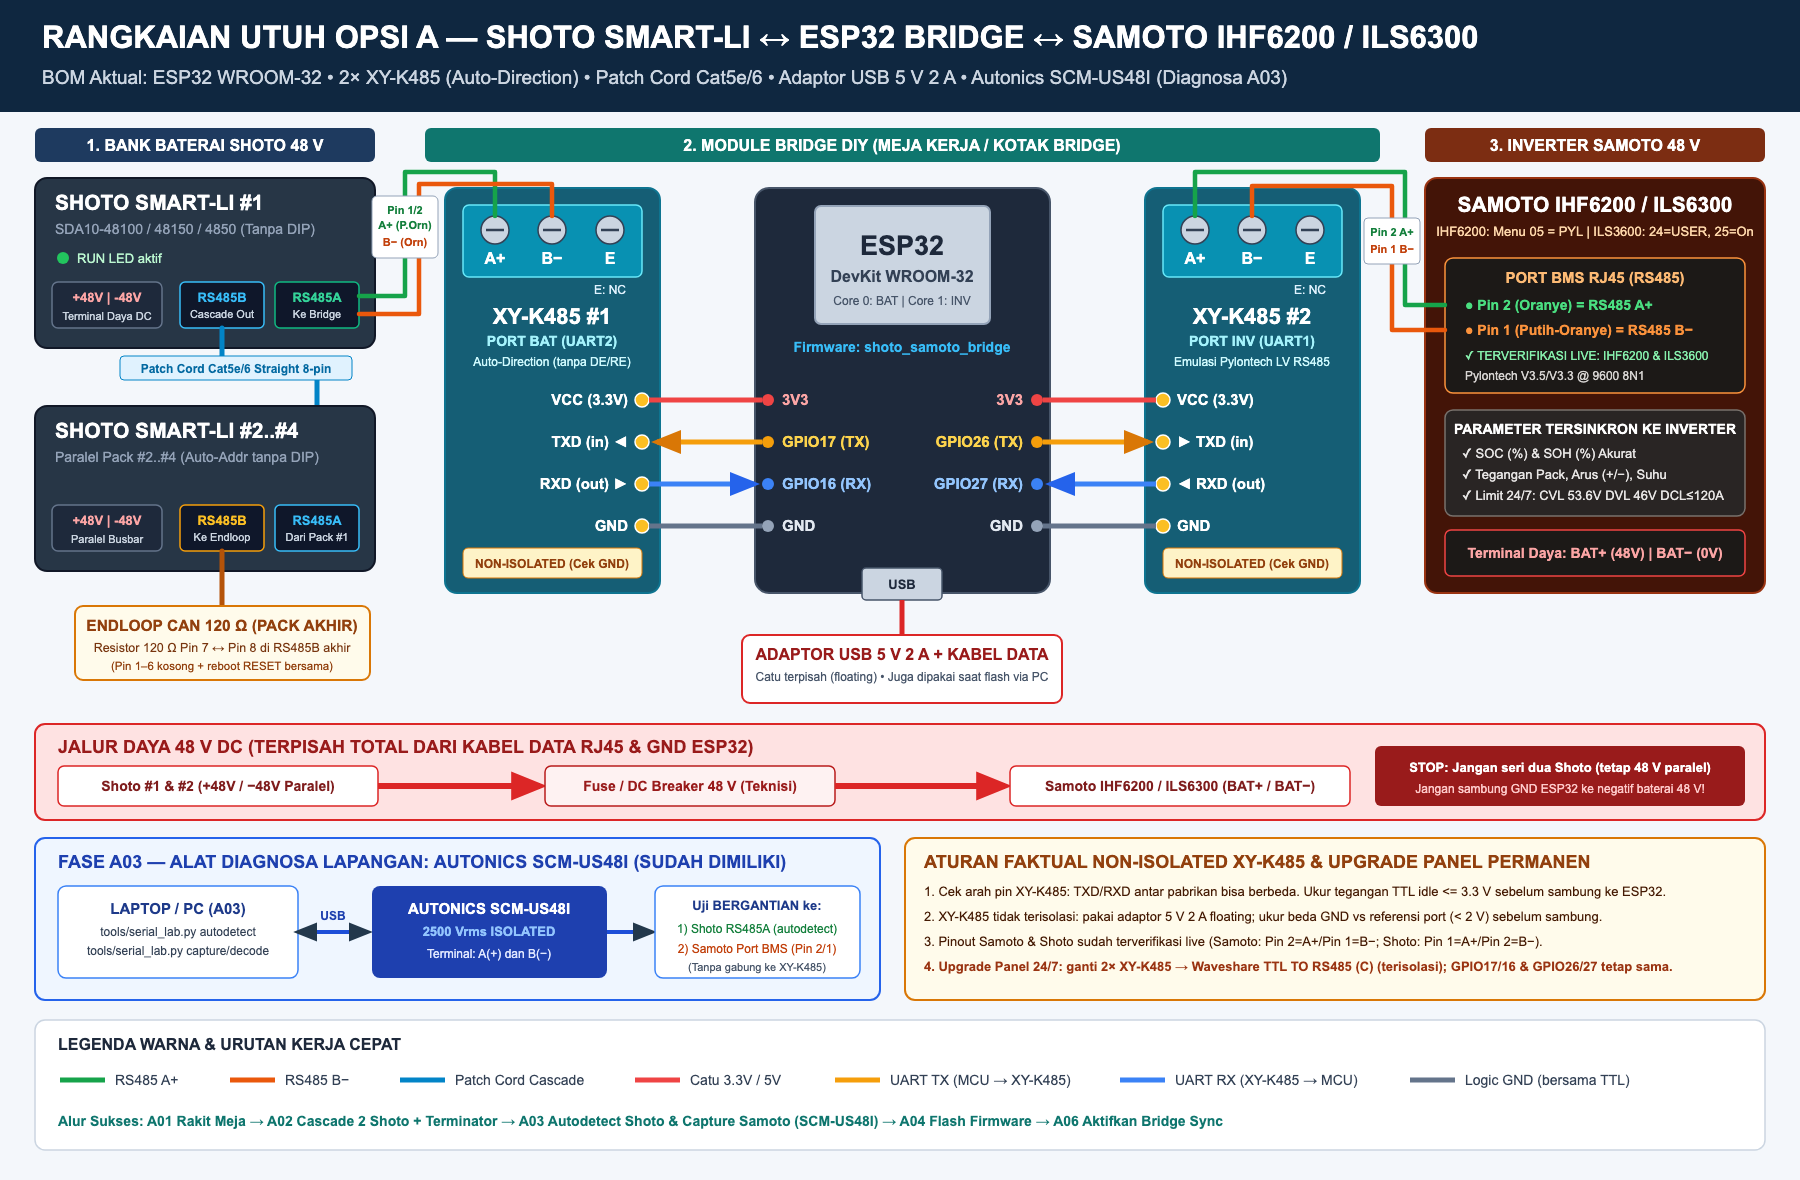 RANGKAIAN UTUH OPSI A — SHOTO SMART-LI ↔ ESP32 BRIDGE ↔ SAMOTO IHF6200 / ILS6300
BOM Aktual: ESP32 WROOM-32 • 2× XY-K485 (Auto-Direction) • Patch Cord Cat5e/6 • Adaptor USB 5 V 2 A • Autonics SCM-US48I (Diagnosa A03)
1. BANK BATERAI SHOTO 48 V
SHOTO SMART-LI #1
SDA10-48100 / 48150 / 4850 (Tanpa DIP)
RUN LED aktif
+48V | -48V
Terminal Daya DC
RS485B
Cascade Out
RS485A
Ke Bridge
Pin 1/2
A+ (P.Orn)
B− (Orn)
Patch Cord Cat5e/6 Straight 8-pin
SHOTO SMART-LI #2..#4
Paralel Pack #2..#4 (Auto-Addr tanpa DIP)
+48V | -48V
Paralel Busbar
RS485B
Ke Endloop
RS485A
Dari Pack #1
ENDLOOP CAN 120 Ω (PACK AKHIR)
Resistor 120 Ω Pin 7 ↔ Pin 8 di RS485B akhir
(Pin 1–6 kosong + reboot RESET bersama)
2. MODULE BRIDGE DIY (MEJA KERJA / KOTAK BRIDGE)
A+ B− E
E: NC
XY-K485 #1
PORT BAT (UART2)
Auto-Direction (tanpa DE/RE)
VCC (3.3V)
TXD (in) ◄
RXD (out) ►
GND
NON-ISOLATED (Cek GND)
ESP32
DevKit WROOM-32
Core 0: BAT | Core 1: INV
Firmware: shoto_samoto_bridge
3V3 3V3
GPIO17 (TX) GPIO26 (TX)
GPIO16 (RX) GPIO27 (RX)
GND GND
USB
ADAPTOR USB 5 V 2 A + KABEL DATA
Catu terpisah (floating) • Juga dipakai saat flash via PC
A+ B− E
E: NC
XY-K485 #2
PORT INV (UART1)
Emulasi Pylontech LV RS485
VCC (3.3V)
► TXD (in)
◄ RXD (out)
GND
NON-ISOLATED (Cek GND)
Pin 2 A+
Pin 1 B−
3. INVERTER SAMOTO 48 V
SAMOTO IHF6200 / ILS6300
IHF6200: Menu 05 = PYL | ILS3600: 24=USER, 25=On
PORT BMS RJ45 (RS485)
● Pin 2 (Oranye) = RS485 A+
● Pin 1 (Putih-Oranye) = RS485 B−
✓ TERVERIFIKASI LIVE: IHF6200 & ILS3600
Pylontech V3.5/V3.3 @ 9600 8N1
PARAMETER TERSINKRON KE INVERTER
✓ SOC (%) & SOH (%) Akurat
✓ Tegangan Pack, Arus (+/−), Suhu
✓ Limit 24/7: CVL 53.6V DVL 46V DCL≤120A
Terminal Daya: BAT+ (48V) | BAT− (0V)
JALUR DAYA 48 V DC (TERPISAH TOTAL DARI KABEL DATA RJ45 & GND ESP32)
Shoto #1 & #2 (+48V / −48V Paralel)
Fuse / DC Breaker 48 V (Teknisi)
Samoto IHF6200 / ILS6300 (BAT+ / BAT−)
STOP: Jangan seri dua Shoto (tetap 48 V paralel)
Jangan sambung GND ESP32 ke negatif baterai 48 V!
FASE A03 — ALAT DIAGNOSA LAPANGAN: AUTONICS SCM-US48I (SUDAH DIMILIKI)
LAPTOP / PC (A03)
tools/serial_lab.py autodetect
tools/serial_lab.py capture/decode
USB
AUTONICS SCM-US48I
2500 Vrms ISOLATED
Terminal: A(+) dan B(−)
Uji BERGANTIAN ke:
1) Shoto RS485A (autodetect)
2) Samoto Port BMS (Pin 2/1)
(Tanpa gabung ke XY-K485)
ATURAN FAKTUAL NON-ISOLATED XY-K485 & UPGRADE PANEL PERMANEN
1. Cek arah pin XY-K485: TXD/RXD antar pabrikan bisa berbeda. Ukur tegangan TTL idle <= 3.3 V sebelum sambung ke ESP32.
2. XY-K485 tidak terisolasi: pakai adaptor 5 V 2 A floating; ukur beda GND vs referensi port (< 2 V) sebelum sambung.
3. Pinout Samoto & Shoto sudah terverifikasi live (Samoto: Pin 2=A+/Pin 1=B−; Shoto: Pin 1=A+/Pin 2=B−).
4. Upgrade Panel 24/7: ganti 2× XY-K485 → Waveshare TTL TO RS485 (C) (terisolasi); GPIO17/16 & GPIO26/27 tetap sama.
LEGENDA WARNA & URUTAN KERJA CEPAT
RS485 A+
RS485 B−
Patch Cord Cascade
Catu 3.3V / 5V
UART TX (MCU → XY-K485)
UART RX (XY-K485 → MCU)
Logic GND (bersama TTL)
Alur Sukses: A01 Rakit Meja → A02 Cascade 2 Shoto + Terminator → A03 Autodetect Shoto & Capture Samoto (SCM-US48I) → A04 Flash Firmware → A06 Aktifkan Bridge Sync